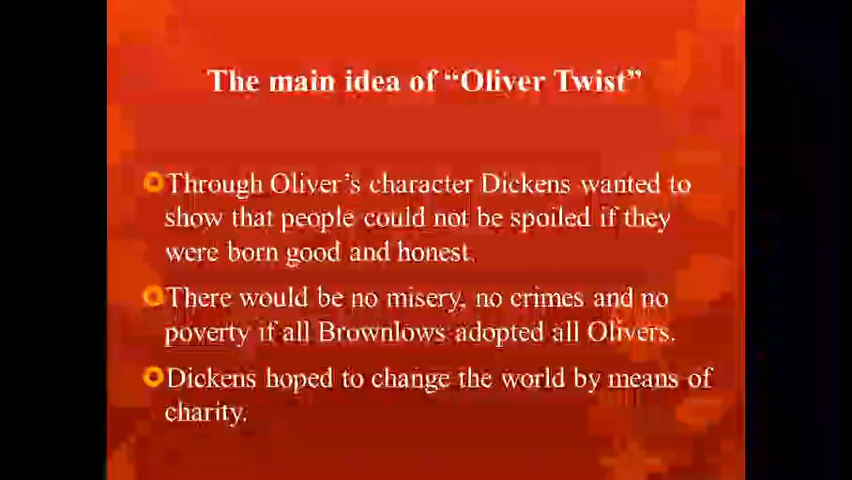 The main idea of “Oliver Twist”
Through Oliver’s character Dickens wanted to
show that people could not be spoiled if they
were born good and honest.
There would be no misery, no crimes and no
poverty if all Brownlows adopted all Olivers.
Dickens hoped to change the world by means of
charity.